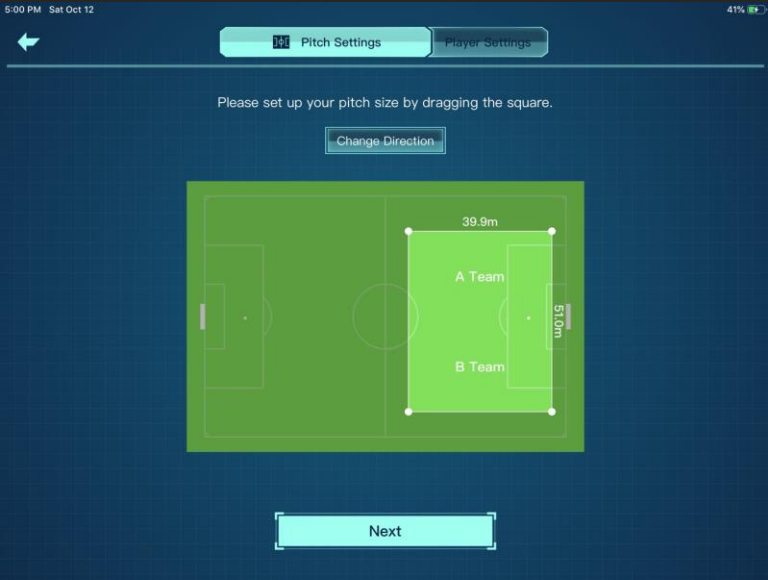 5:00 PM Sat Oct 12
41%
Pitch Settings
Player Settings
Please set up your pitch size by dragging the square.
Change Direction
39.9m
A Team
51.0m
B Team
Next